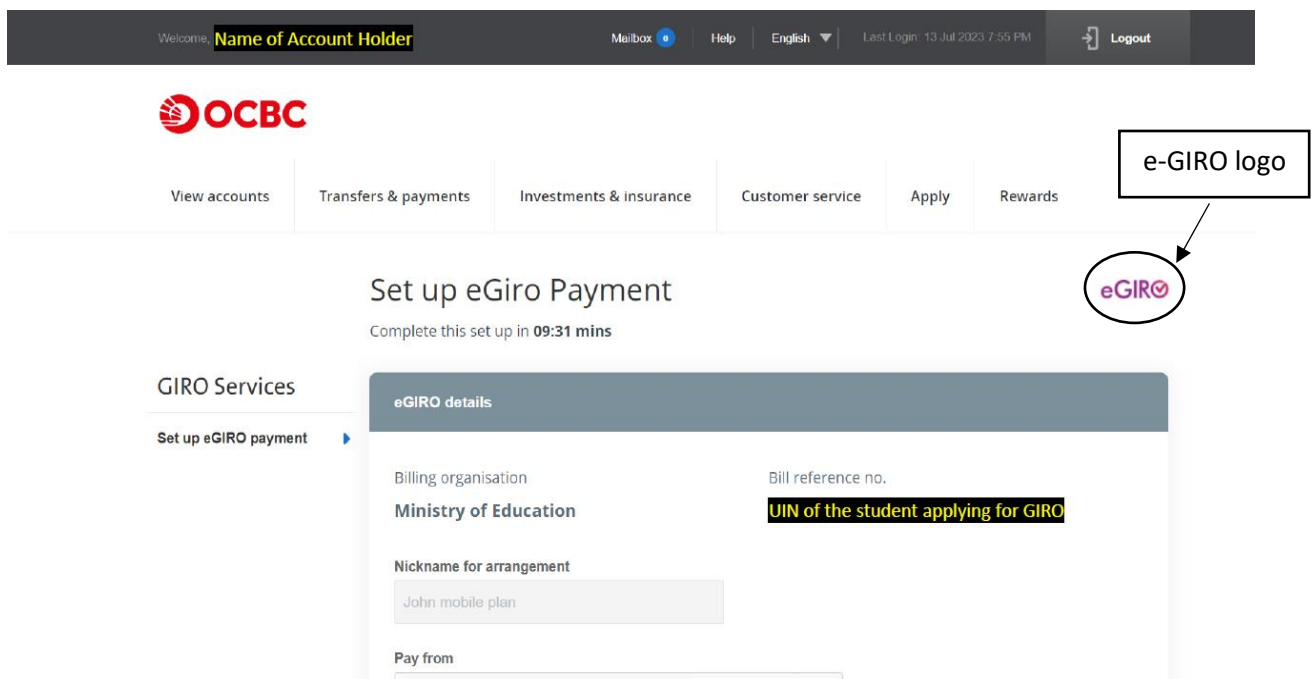 Welcome, Name of Account Holder Mailbox 0 Help English Last Login: 13 Jul 2023 7:55 PM Logout
OCBC
e-GIRO logo
View accounts Transfers & payments Investments & insurance Customer service Apply Rewards
Set up eGiro Payment
eGIRO
Complete this set up in 09:31 mins
GIRO Services
eGIRO details
Set up eGIRO payment
Billing organisation Bill reference no.
Ministry of Education UIN of the student applying for GIRO
Nickname for arrangement
John mobile plan
Pay from